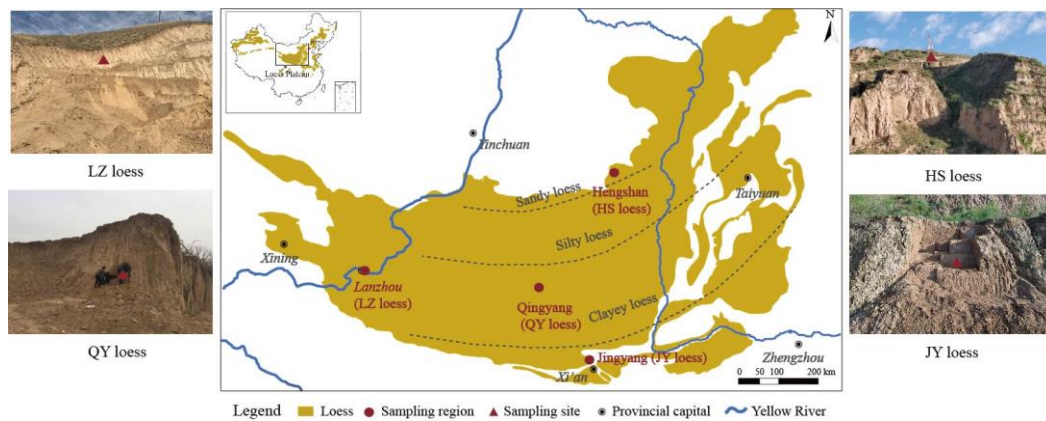 LZ loess
QY loess
Loess Plateau
N
Yinchuan
Hengshan
(HS loess)
Sandy loess
Taiyuan
Silty loess
Xining
Lanzhou
(LZ loess)
Qingyang
(QY loess)
Clayey loess
Jingyang (JY loess)
Xi'an
Zhengzhou
0 50 100 200 km
HS loess
JY loess
Legend Loess Sampling region Sampling site Provincial capital Yellow River